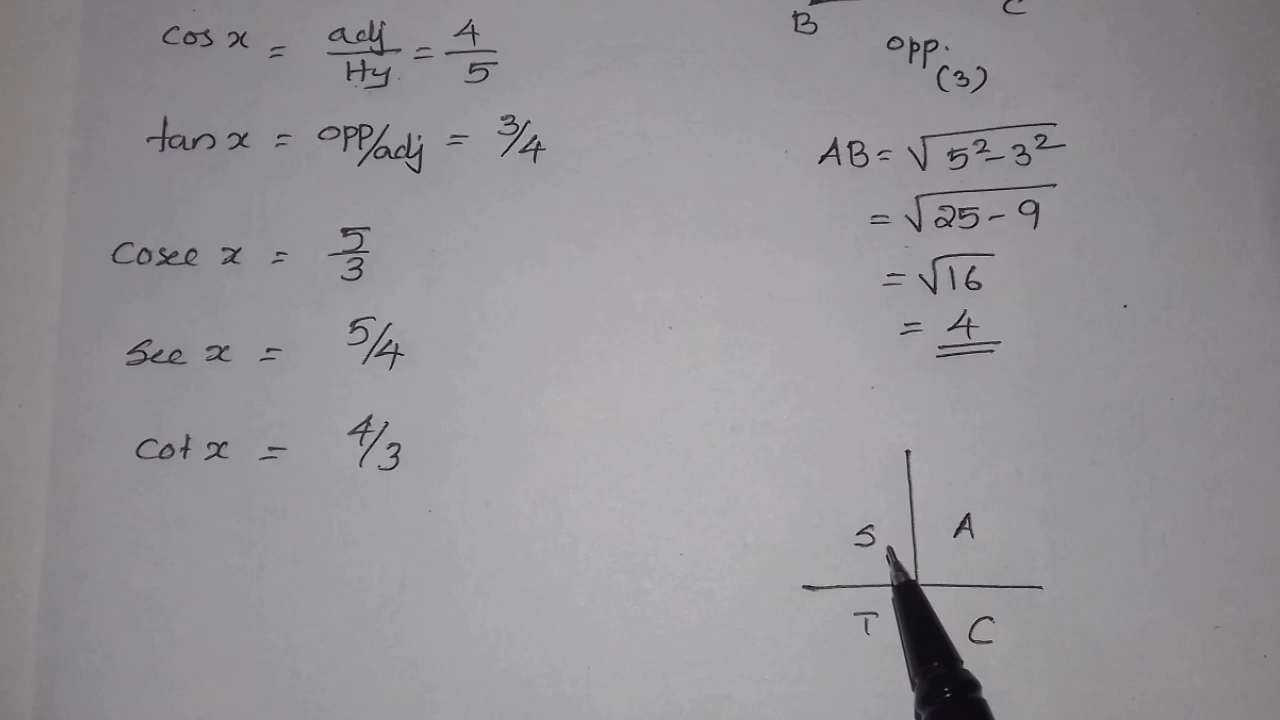 cos x = adj/Hy. = 4/5
tan x = opp/adj = 3/4
cosec x = 5/3
sec x = 5/4
cot x = 4/3
B C
opp.
(3)
AB = √5²-3²
= √25-9
= √16
= 4
S A
T C